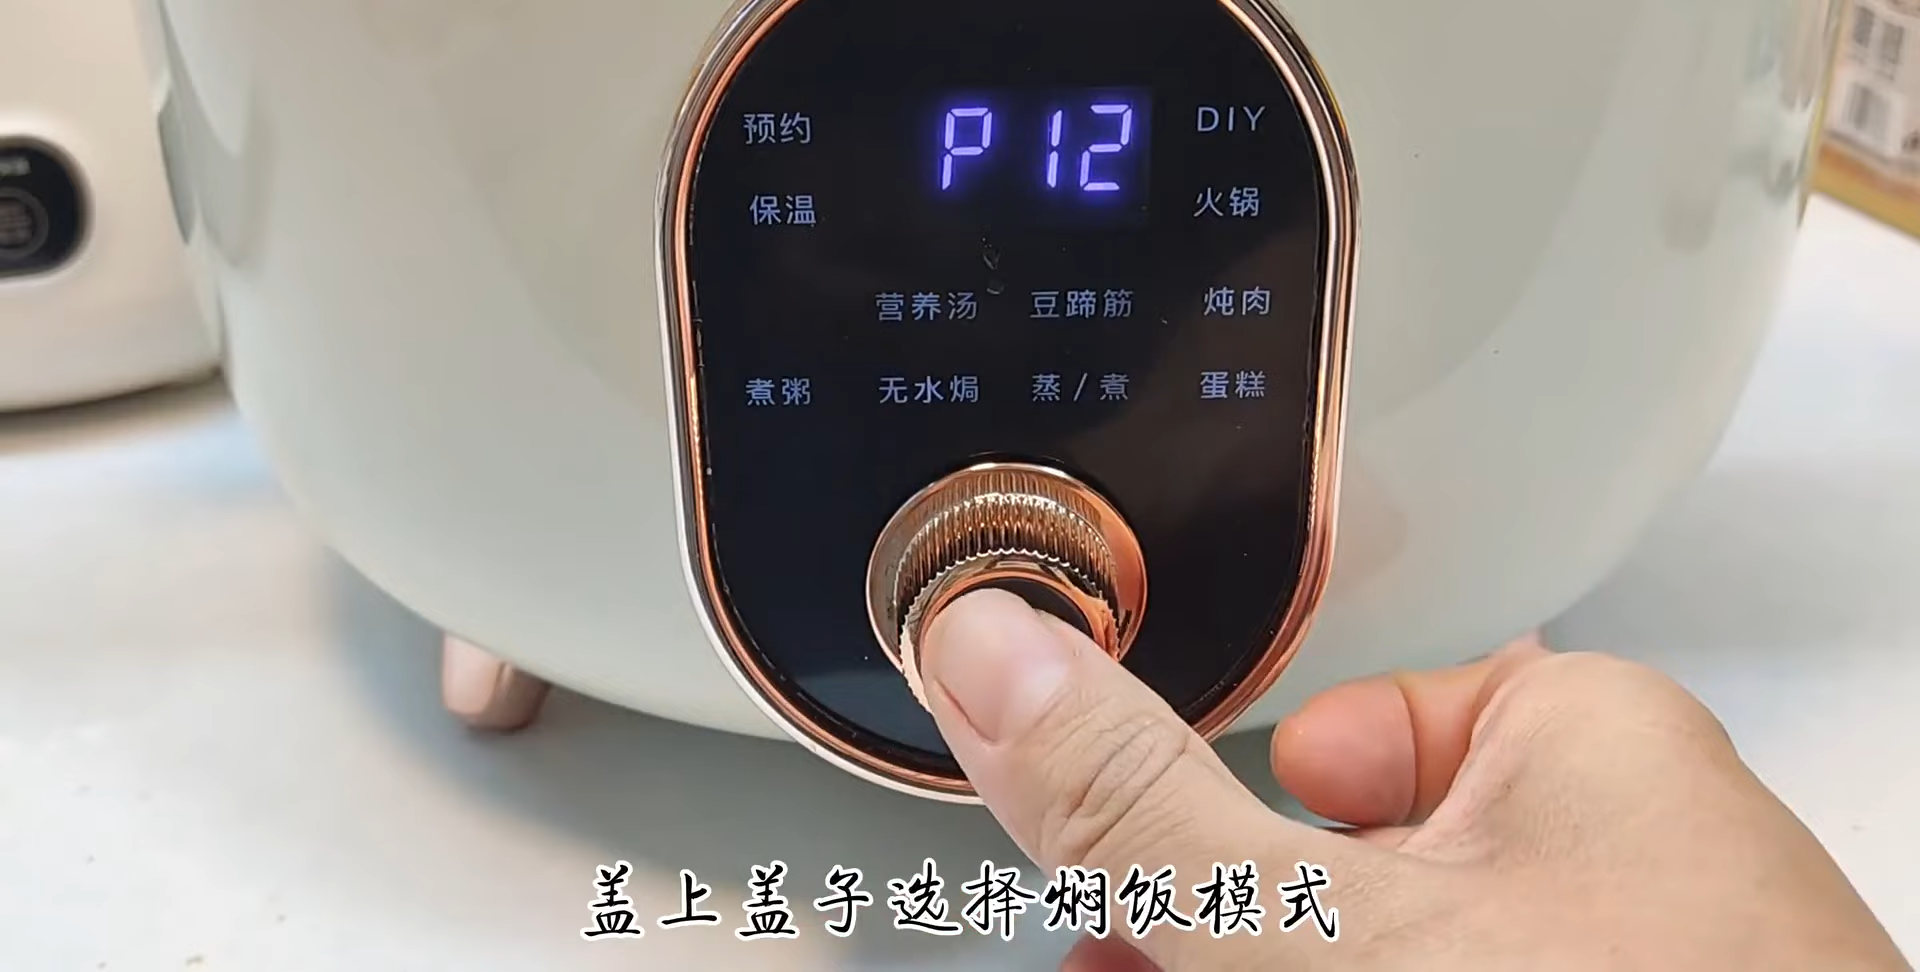 预约 P12 DIY
保温 火锅
营养汤 豆蹄筋 炖肉
煮粥 无水焗 蒸/煮 蛋糕
盖上盖子选择焖饭模式